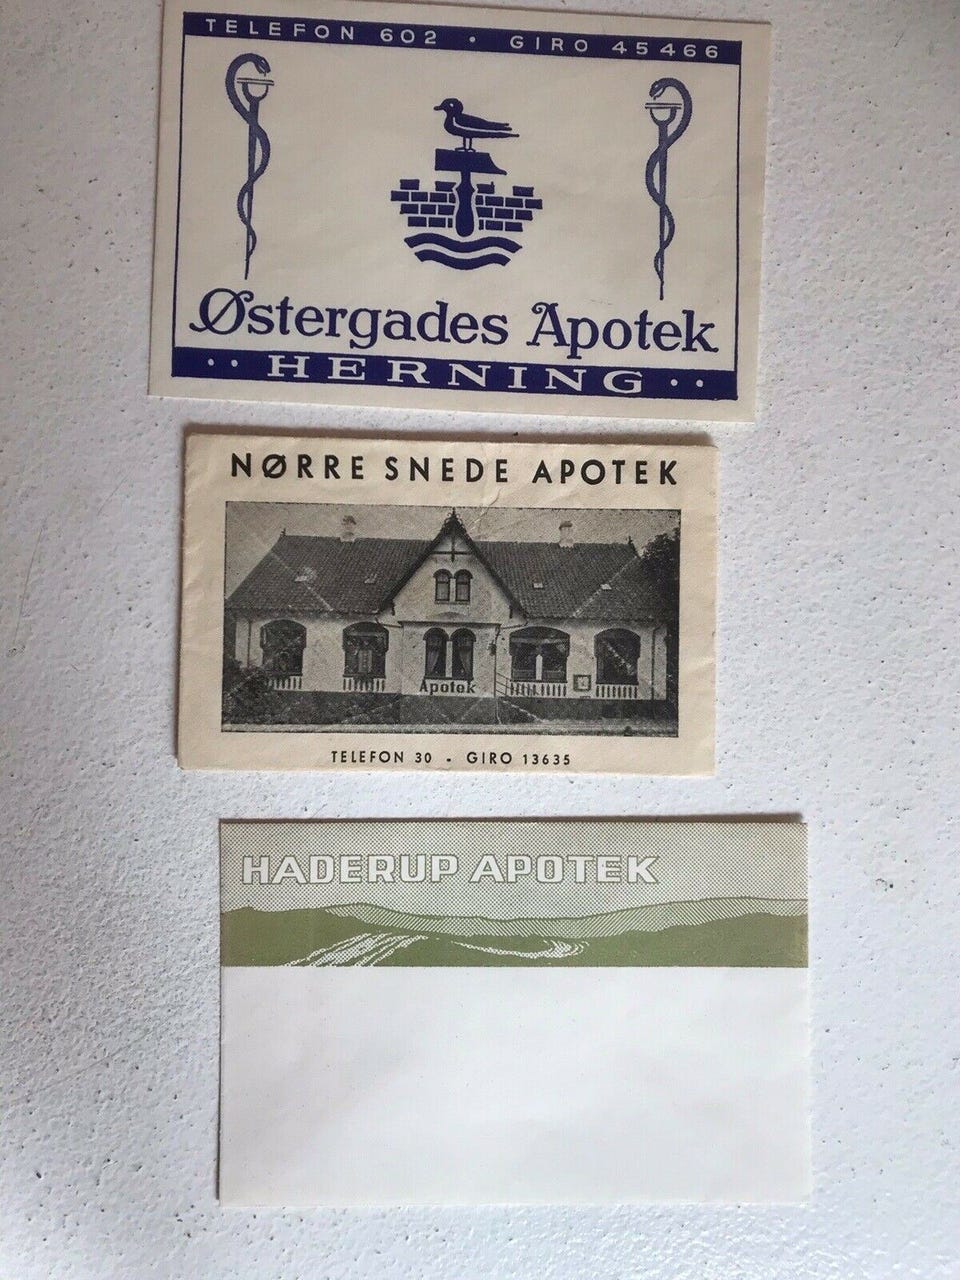 TELEFON 602 • GIRO 45466
Østergades Apotek
•• HERNING ••
NØRRE SNEDE APOTEK
Apotek
TELEFON 30 - GIRO 13635
HADERUP APOTEK